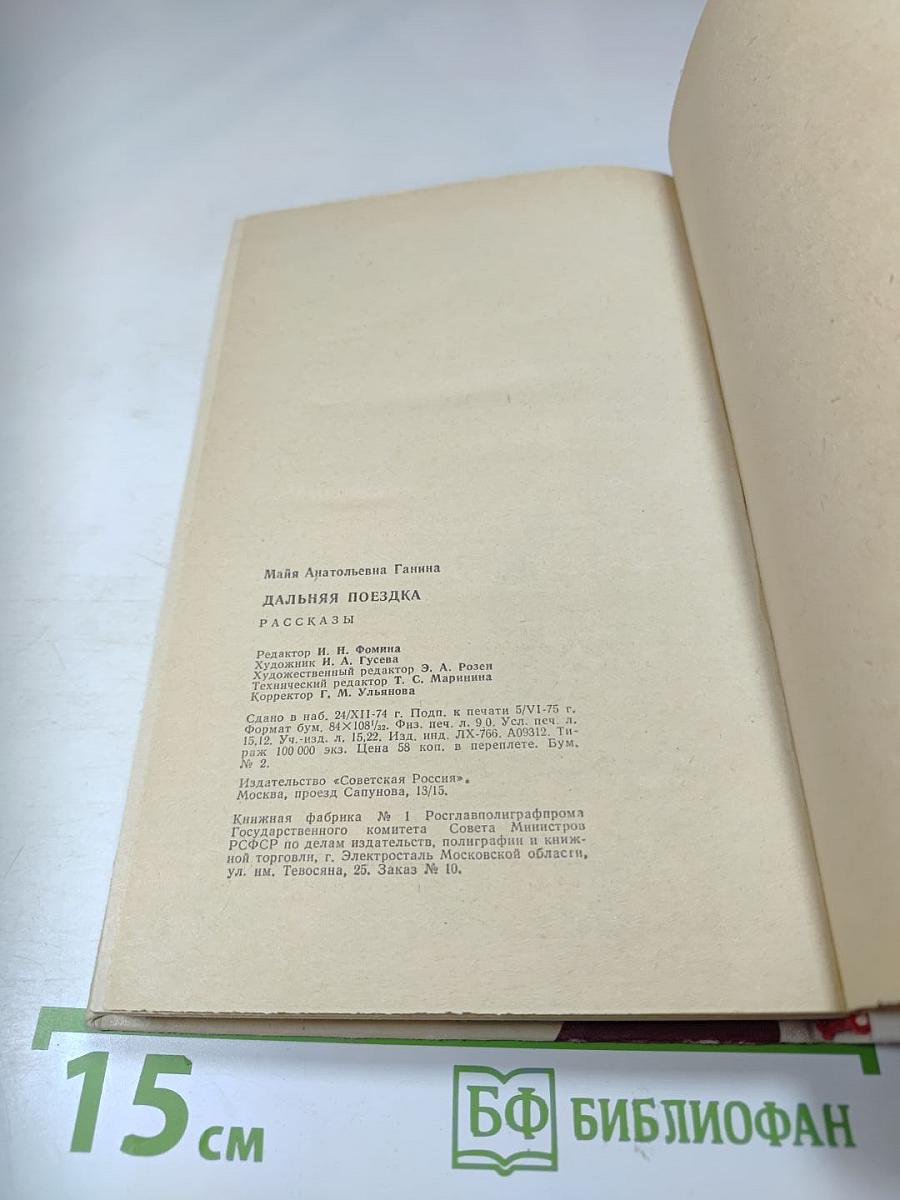 Майя Анатольевна Ганина
ДАЛЬНЯЯ ПОЕЗДКА
РАССКАЗЫ
Редактор И. Н. Фомина
Художник И. А. Гусева
Художественный редактор Э. А. Розен
Технический редактор Т. С. Маринина
Корректор Г. М. Ульянова
Сдано в наб. 24/XII-74 г. Подп. к печати 5/VI-75 г.
Формат бум. 84×108¹/₃₂. Физ. печ. л. 9,0. Усл. печ. л.
15,12. Уч.-изд. л. 15,22. Изд. инд. ЛХ-766. А09312. Ти-
раж 100 000 экз. Цена 58 коп. в переплете. Бум.
№ 2.
Издательство «Советская Россия».
Москва, проезд Сапунова, 13/15.
Книжная фабрика № 1 Росглавполиграфпрома
Государственного комитета Совета Министров
РСФСР по делам издательств, полиграфии и книж-
ной торговли, г. Электросталь Московской области,
ул. им. Тевосяна, 25. Заказ № 10.
15 см
БФ БИБЛИОФАН